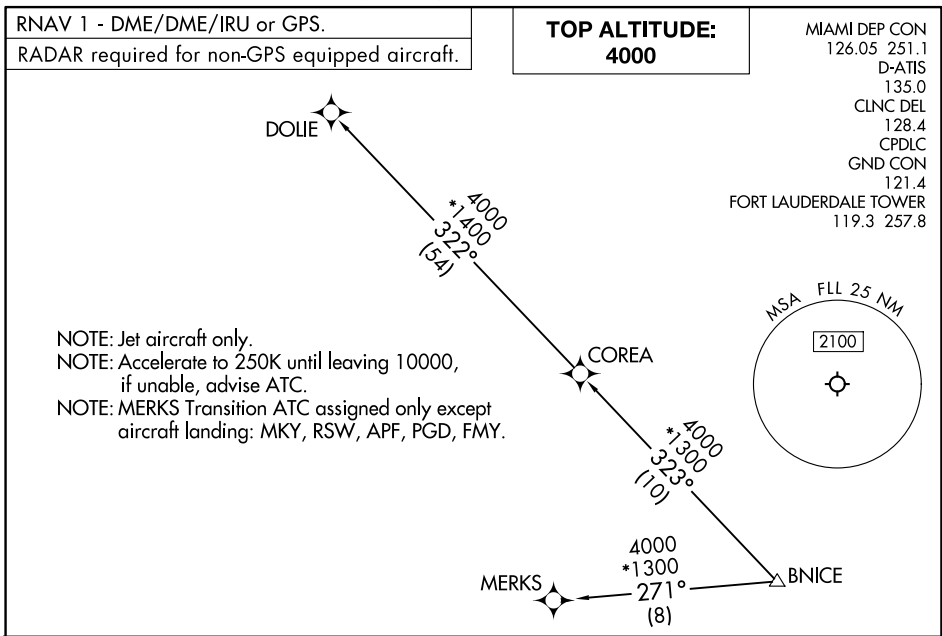 RNAV 1 - DME/DME/IRU or GPS.
RADAR required for non-GPS equipped aircraft.
TOP ALTITUDE:
4000
MIAMI DEP CON
126.05 251.1
D-ATIS
135.0
CLNC DEL
128.4
CPDLC
GND CON
121.4
FORT LAUDERDALE TOWER
119.3 257.8
DOLIE
4000
*1400
322°
(54)
MSA FLL 25 NM
2100
NOTE: Jet aircraft only.
NOTE: Accelerate to 250K until leaving 10000,
if unable, advise ATC.
NOTE: MERKS Transition ATC assigned only except
aircraft landing: MKY, RSW, APF, PGD, FMY.
COREA
4000
*1300
323°
(10)
4000
*1300
271°
(8)
MERKS
BNICE